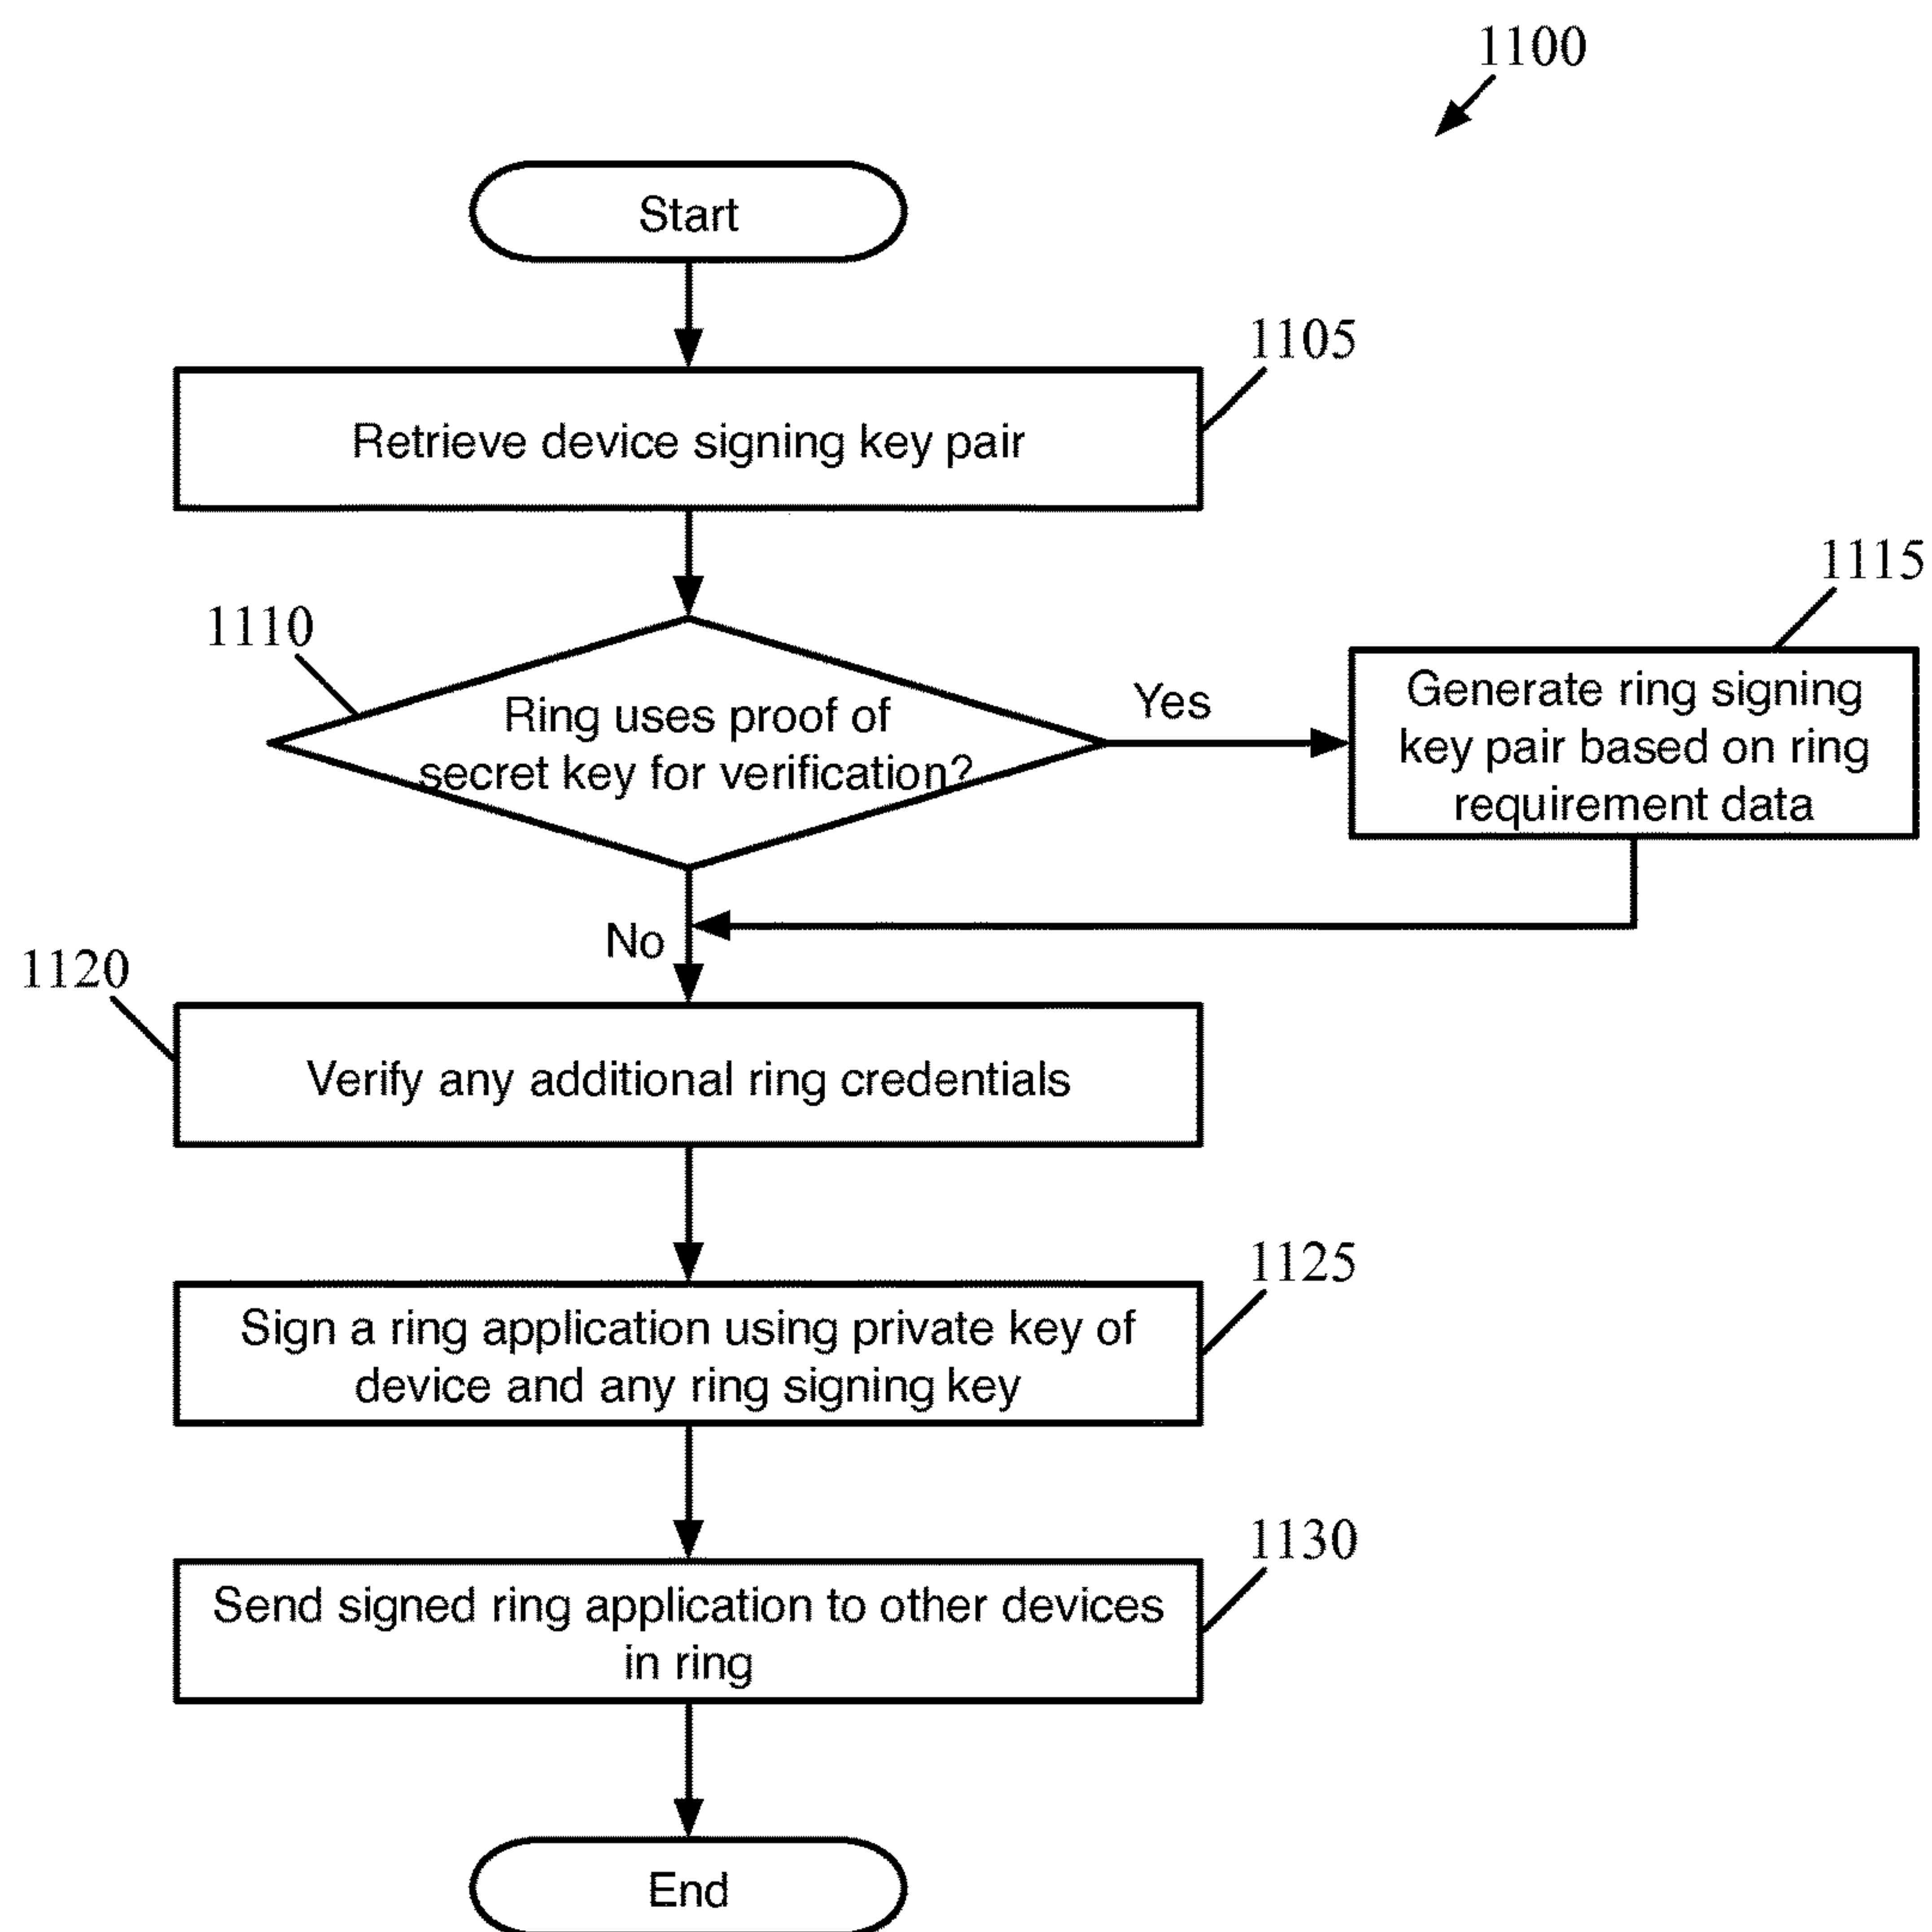 1100
Start
1105
Retrieve device signing key pair
1110
Ring uses proof of
secret key for verification?
Yes
1115
Generate ring signing
key pair based on ring
requirement data
No
1120
Verify any additional ring credentials
1125
Sign a ring application using private key of
device and any ring signing key
1130
Send signed ring application to other devices
in ring
End